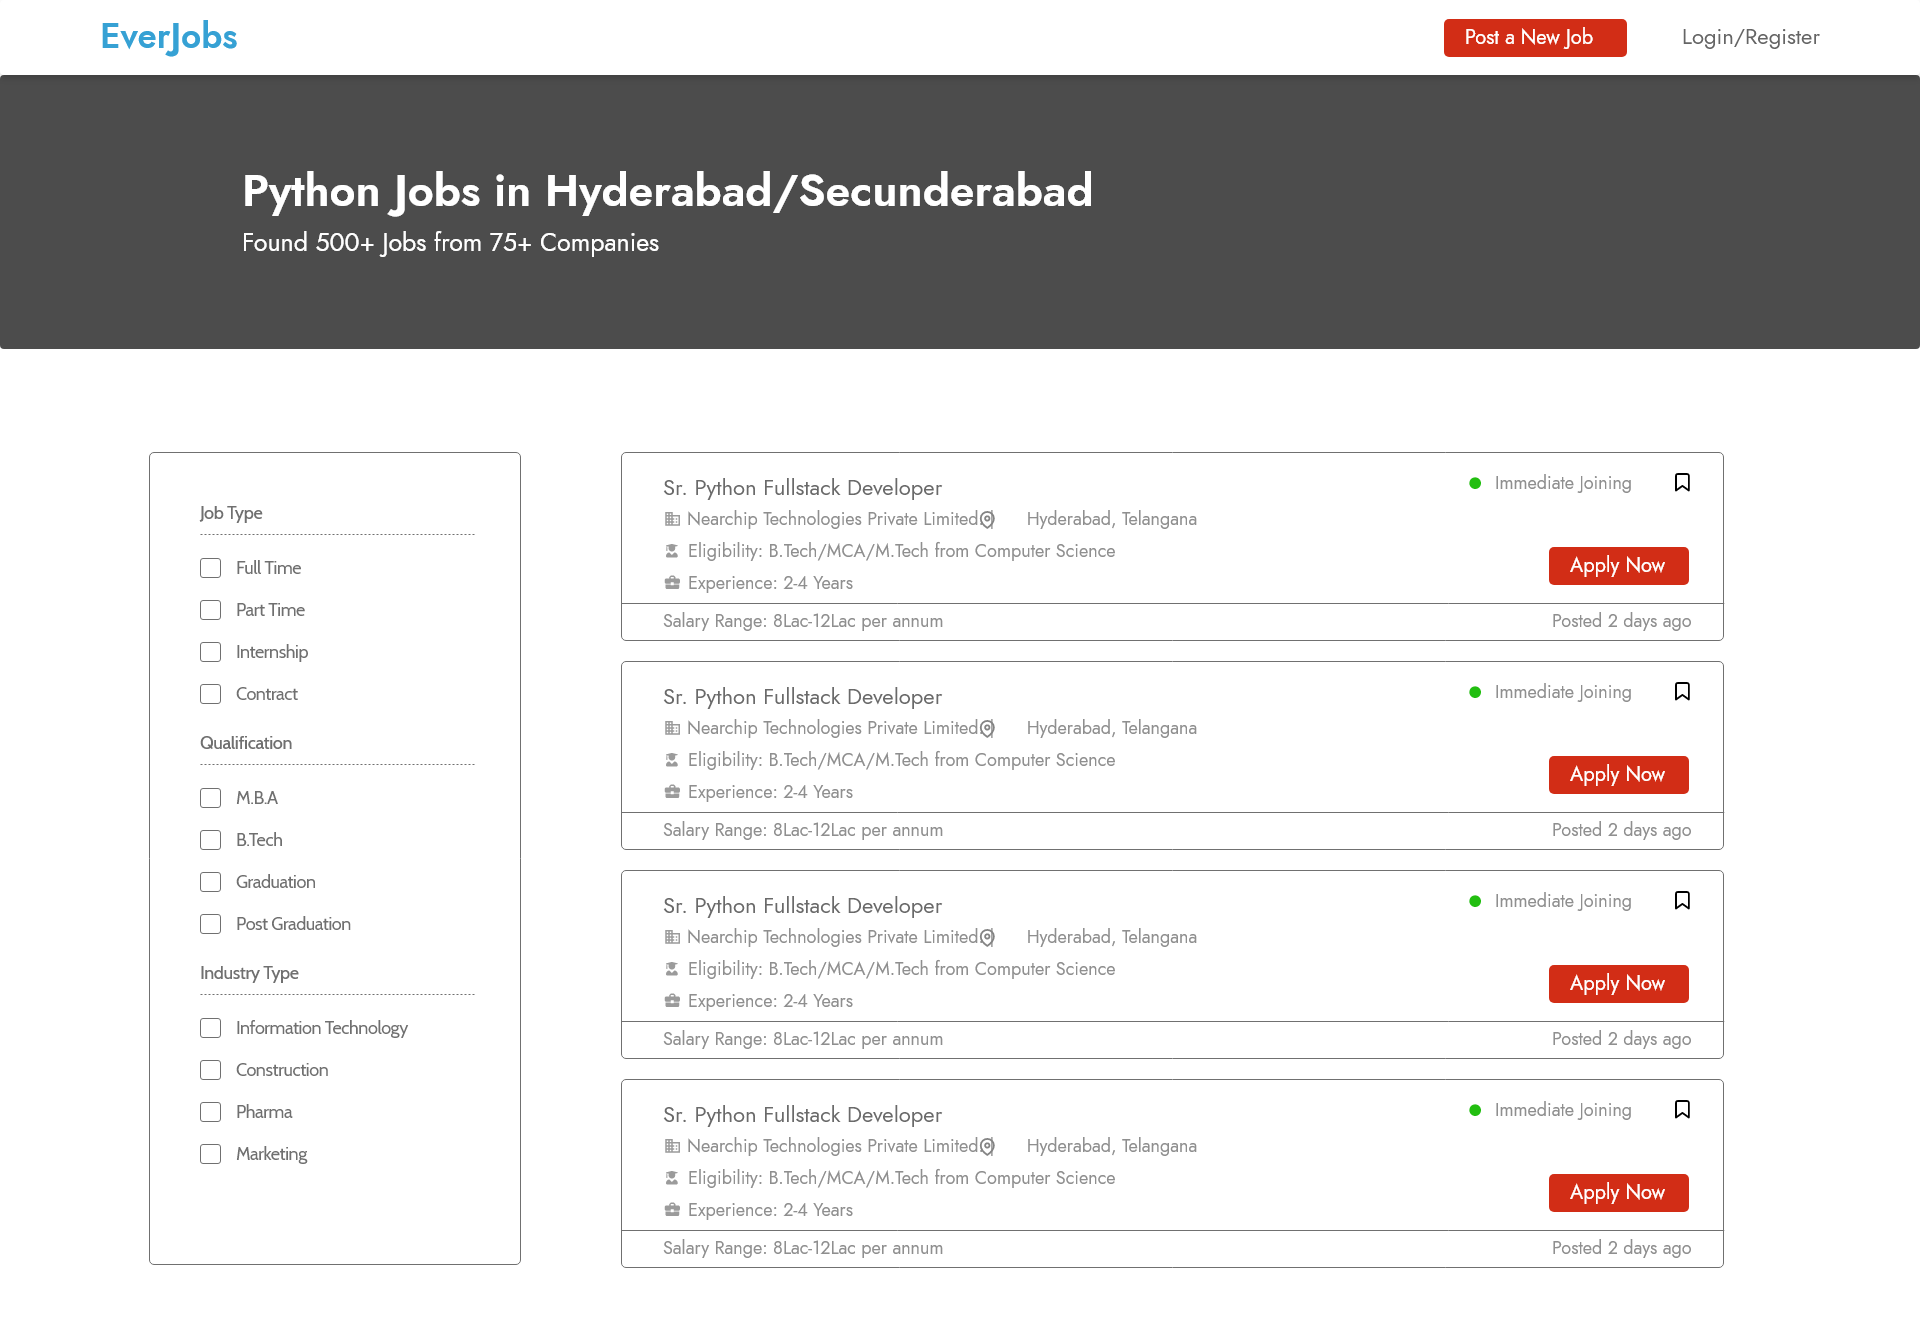 EverJobs
Post a New Job
Login/Register
Python Jobs in Hyderabad/Secunderabad
Found 500+ Jobs from 75+ Companies
Job Type
Full Time
Part Time
Internship
Contract
Qualification
M.B.A
B.Tech
Graduation
Post Graduation
Industry Type
Information Technology
Construction
Pharma
Marketing
Sr. Python Fullstack Developer
Immediate Joining
Nearchip Technologies Private Limited Hyderabad, Telangana
Eligibility: B.Tech/MCA/M.Tech from Computer Science
Apply Now
Experience: 2-4 Years
Salary Range: 8Lac-12Lac per annum
Posted 2 days ago
Sr. Python Fullstack Developer
Immediate Joining
Nearchip Technologies Private Limited Hyderabad, Telangana
Eligibility: B.Tech/MCA/M.Tech from Computer Science
Apply Now
Experience: 2-4 Years
Salary Range: 8Lac-12Lac per annum
Posted 2 days ago
Sr. Python Fullstack Developer
Immediate Joining
Nearchip Technologies Private Limited Hyderabad, Telangana
Eligibility: B.Tech/MCA/M.Tech from Computer Science
Apply Now
Experience: 2-4 Years
Salary Range: 8Lac-12Lac per annum
Posted 2 days ago
Sr. Python Fullstack Developer
Immediate Joining
Nearchip Technologies Private Limited Hyderabad, Telangana
Eligibility: B.Tech/MCA/M.Tech from Computer Science
Apply Now
Experience: 2-4 Years
Salary Range: 8Lac-12Lac per annum
Posted 2 days ago